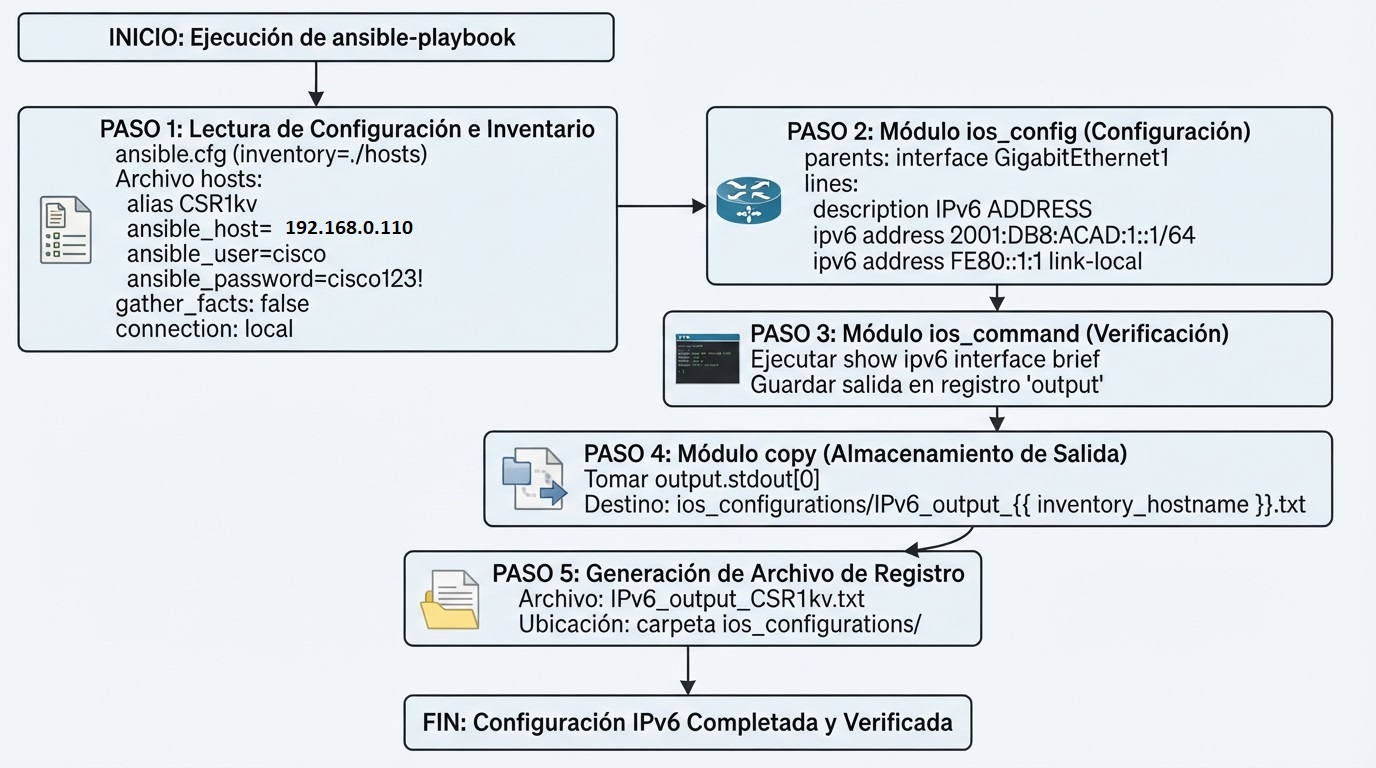 INICIO: Ejecución de ansible-playbook
PASO 1: Lectura de Configuración e Inventario
ansible.cfg (inventory=./hosts)
Archivo hosts:
alias CSR1kv
ansible_host= 192.168.0.110
ansible_user=cisco
ansible_password=cisco123!
gather_facts: false
connection: local
PASO 2: Módulo ios_config (Configuración)
parents: interface GigabitEthernet1
lines:
description IPv6 ADDRESS
ipv6 address 2001:DB8:ACAD:1::1/64
ipv6 address FE80::1:1 link-local
PASO 3: Módulo ios_command (Verificación)
Ejecutar show ipv6 interface brief
Guardar salida en registro 'output'
PASO 4: Módulo copy (Almacenamiento de Salida)
Tomar output.stdout[0]
Destino: ios_configurations/IPv6_output_{{ inventory_hostname }}.txt
PASO 5: Generación de Archivo de Registro
Archivo: IPv6_output_CSR1kv.txt
Ubicación: carpeta ios_configurations/
FIN: Configuración IPv6 Completada y Verificada